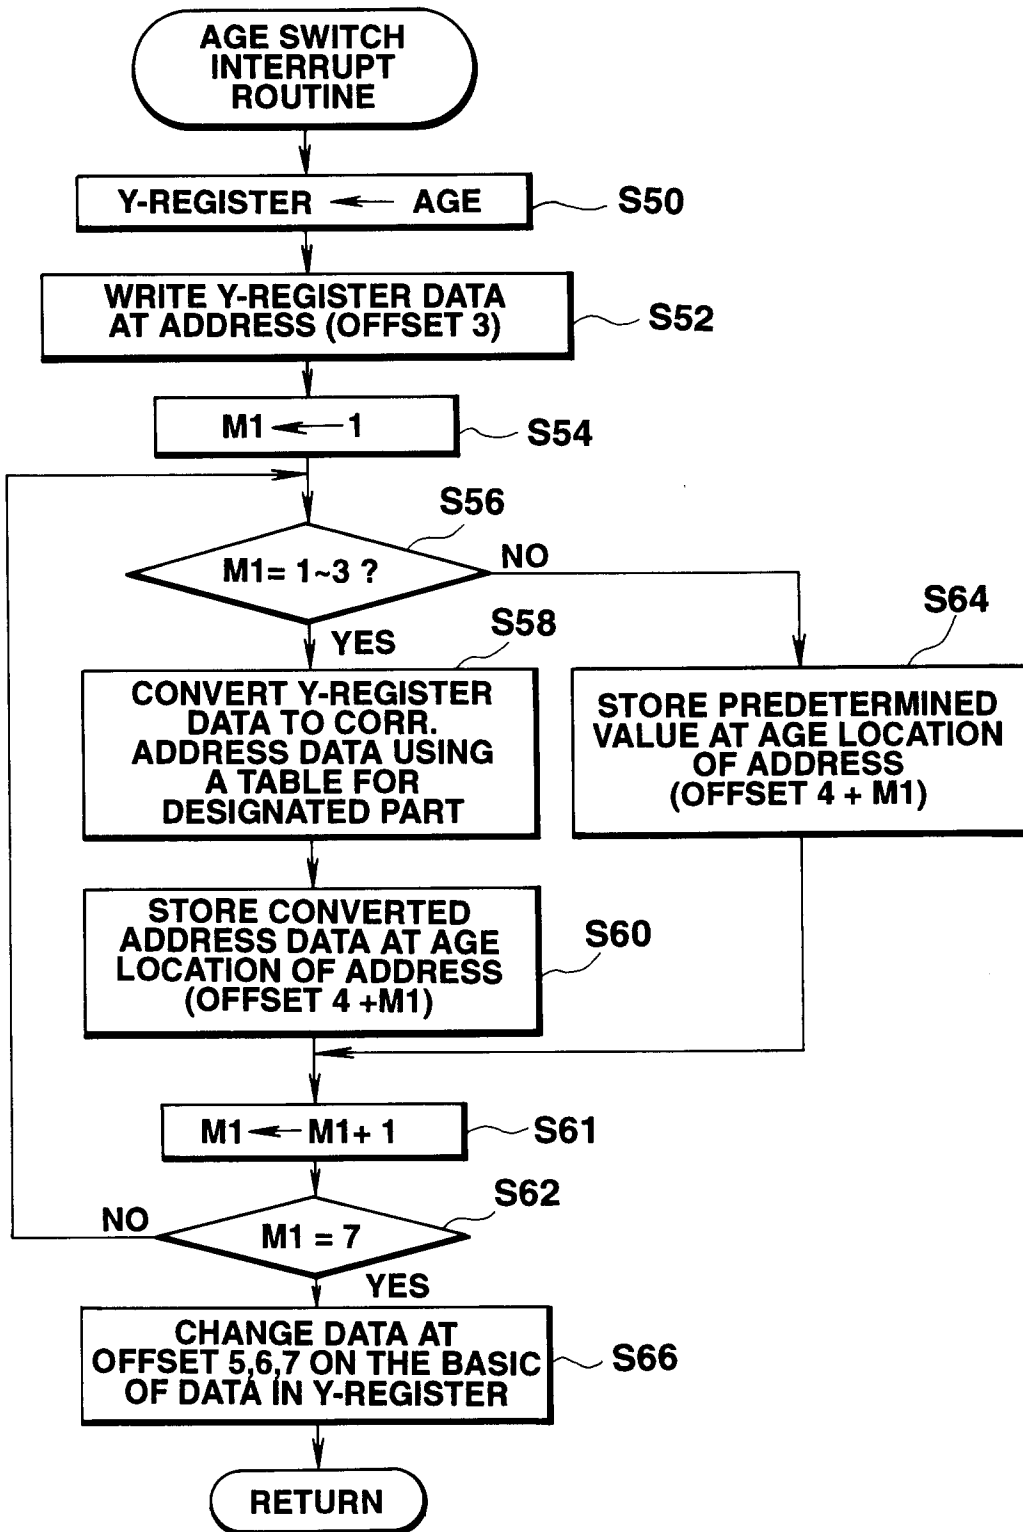 AGE SWITCH
INTERRUPT
ROUTINE
Y-REGISTER ← AGE
S50
WRITE Y-REGISTER DATA
AT ADDRESS (OFFSET 3)
S52
M1 ← 1
S54
S56
M1= 1~3 ?
NO
YES
S58
CONVERT Y-REGISTER
DATA TO CORR.
ADDRESS DATA USING
A TABLE FOR
DESIGNATED PART
S64
STORE PREDETERMINED
VALUE AT AGE LOCATION
OF ADDRESS
(OFFSET 4 + M1)
STORE CONVERTED
ADDRESS DATA AT AGE
LOCATION OF ADDRESS
(OFFSET 4 +M1)
S60
M1 ← M1+ 1
S61
S62
M1 = 7
NO
YES
CHANGE DATA AT
OFFSET 5,6,7 ON THE BASIC
OF DATA IN Y-REGISTER
S66
RETURN